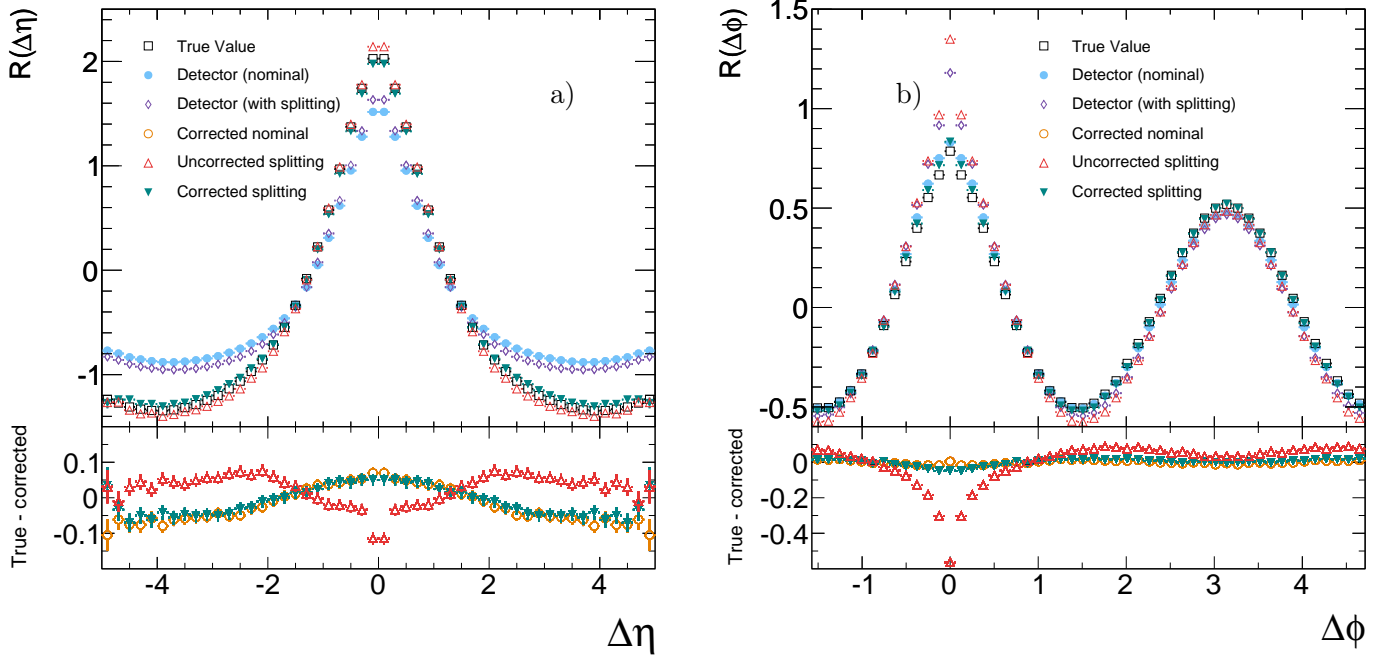 R(Δη)
2
1
0
-1
True Value
Detector (nominal)
Detector (with splitting)
Corrected nominal
Uncorrected splitting
Corrected splitting
a)
True - corrected
0.1
0
-0.1
-4 -2 0 2 4
Δη
R(Δϕ)
1.5
1
0.5
0
-0.5
True Value
Detector (nominal)
Detector (with splitting)
Corrected nominal
Uncorrected splitting
Corrected splitting
b)
True - corrected
0
-0.2
-0.4
-1 0 1 2 3 4
Δϕ